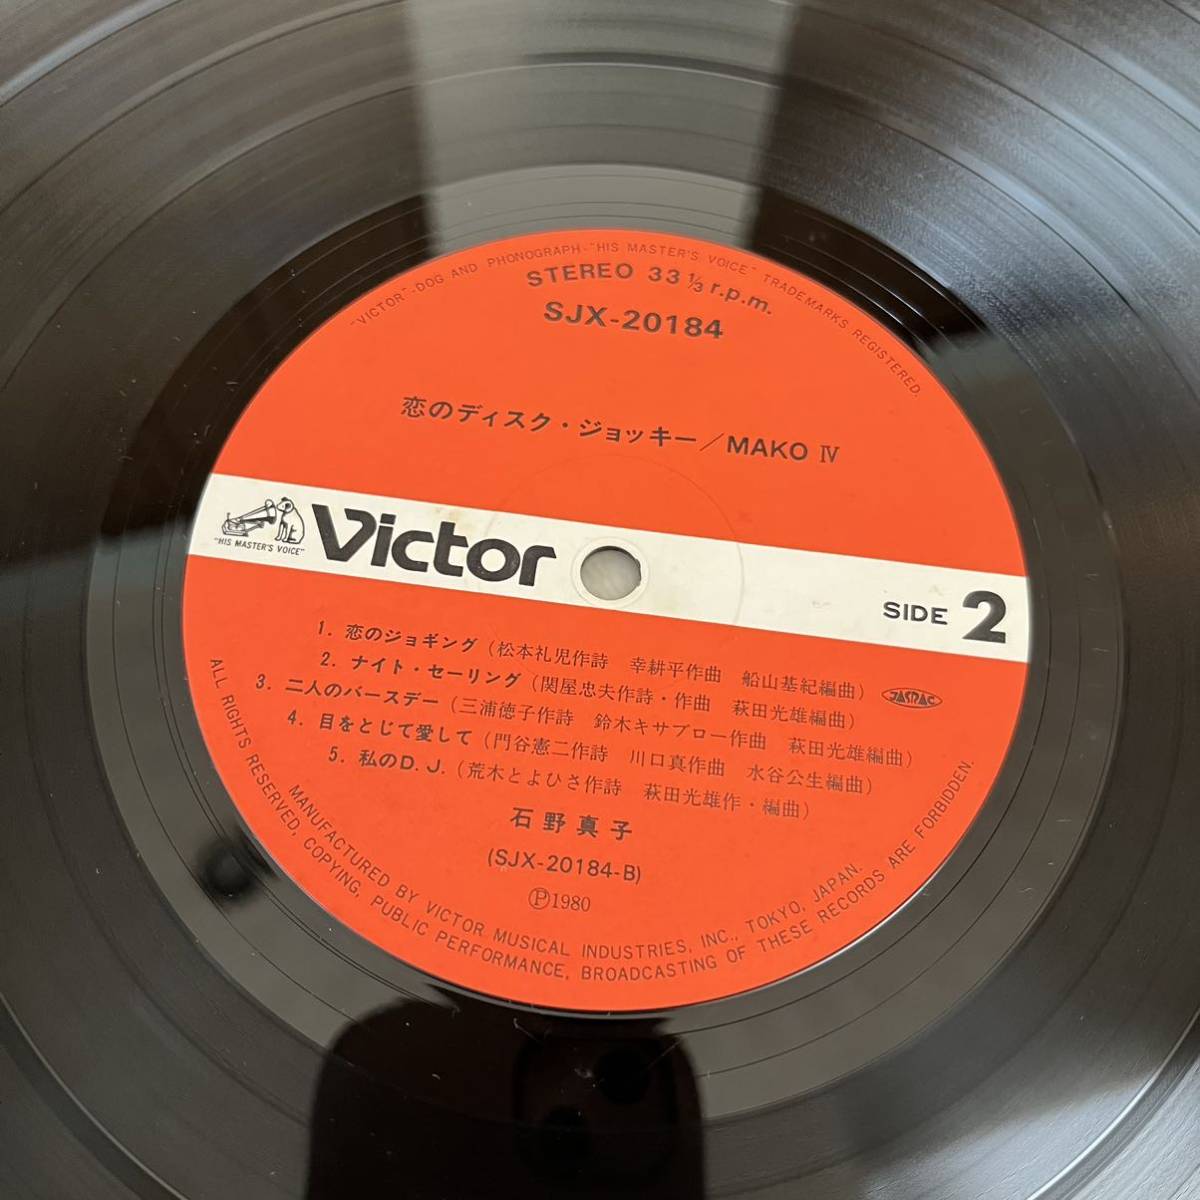 "VICTOR"-DOG AND PHONOGRAPH-"HIS MASTER'S VOICE" TRADEMARKS REGISTERED.
STEREO 33 1/3 r.p.m.
SJX-20184
恋のディスク・ジョッキー/MAKO Ⅳ
"HIS MASTER'S VOICE"
Victor
SIDE 2
1. 恋のジョギング (松本礼児作詩 幸耕平作曲 船山基紀編曲)
2. ナイト・セーリング (関屋忠夫作詩・作曲 萩田光雄編曲)
3. 二人のバースデー (三浦徳子作詩 鈴木キサブロー作曲 萩田光雄編曲)
4. 目をとじて愛して (門谷憲二作詩 川口真作曲 水谷公生編曲)
5. 私のD.J. (荒木とよひさ作詩 萩田光雄作・編曲)
JASRAC
石野真子
(SJX-20184-B)
Ⓟ1980
MANUFACTURED BY VICTOR MUSICAL INDUSTRIES, INC., TOKYO, JAPAN.
ALL RIGHTS RESERVED, COPYING, PUBLIC PERFORMANCE, BROADCASTING OF THESE RECORDS ARE FORBIDDEN.